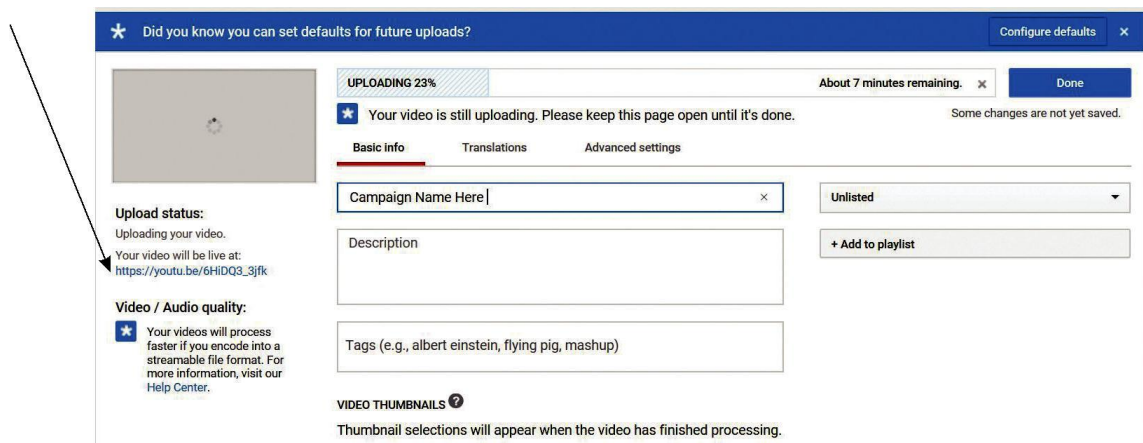 Did you know you can set defaults for future uploads?
Configure defaults ×
UPLOADING 23%
About 7 minutes remaining. ×
Done
Your video is still uploading. Please keep this page open until it's done.
Some changes are not yet saved.
Basic info
Translations
Advanced settings
Campaign Name Here ×
Unlisted
Description
+ Add to playlist
Tags (e.g., albert einstein, flying pig, mashup)
VIDEO THUMBNAILS ?
Thumbnail selections will appear when the video has finished processing.
Upload status:
Uploading your video.
Your video will be live at:
https://youtu.be/6HiDQ3_3jfk
Video / Audio quality:
Your videos will process
faster if you encode into a
streamable file format. For
more information, visit our
Help Center.